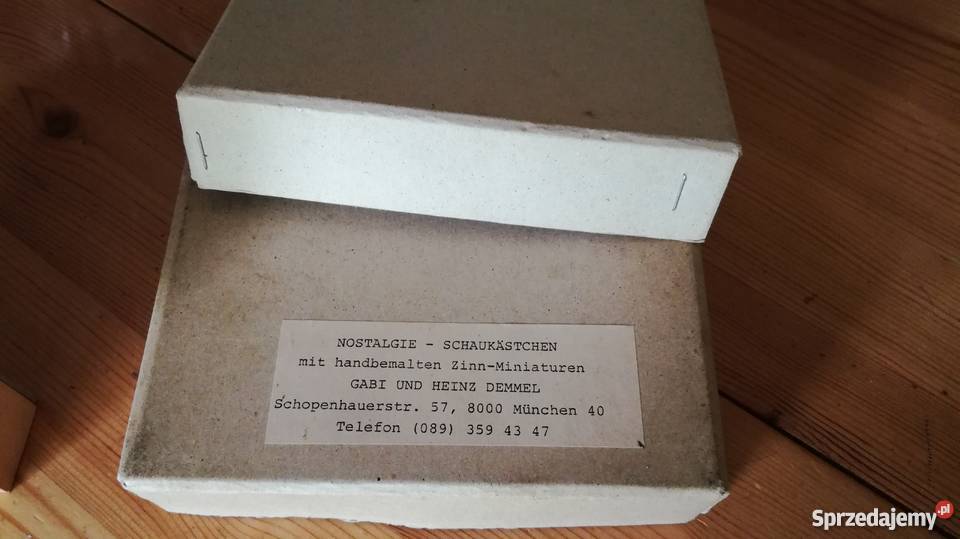 NOSTALGIE - SCHAUKÄSTCHEN
mit handbemalten Zinn-Miniaturen
GABI UND HEINZ DEMMEL
Schopenhauerstr. 57, 8000 München 40
Telefon (089) 359 43 47
Sprzedajemy.pl